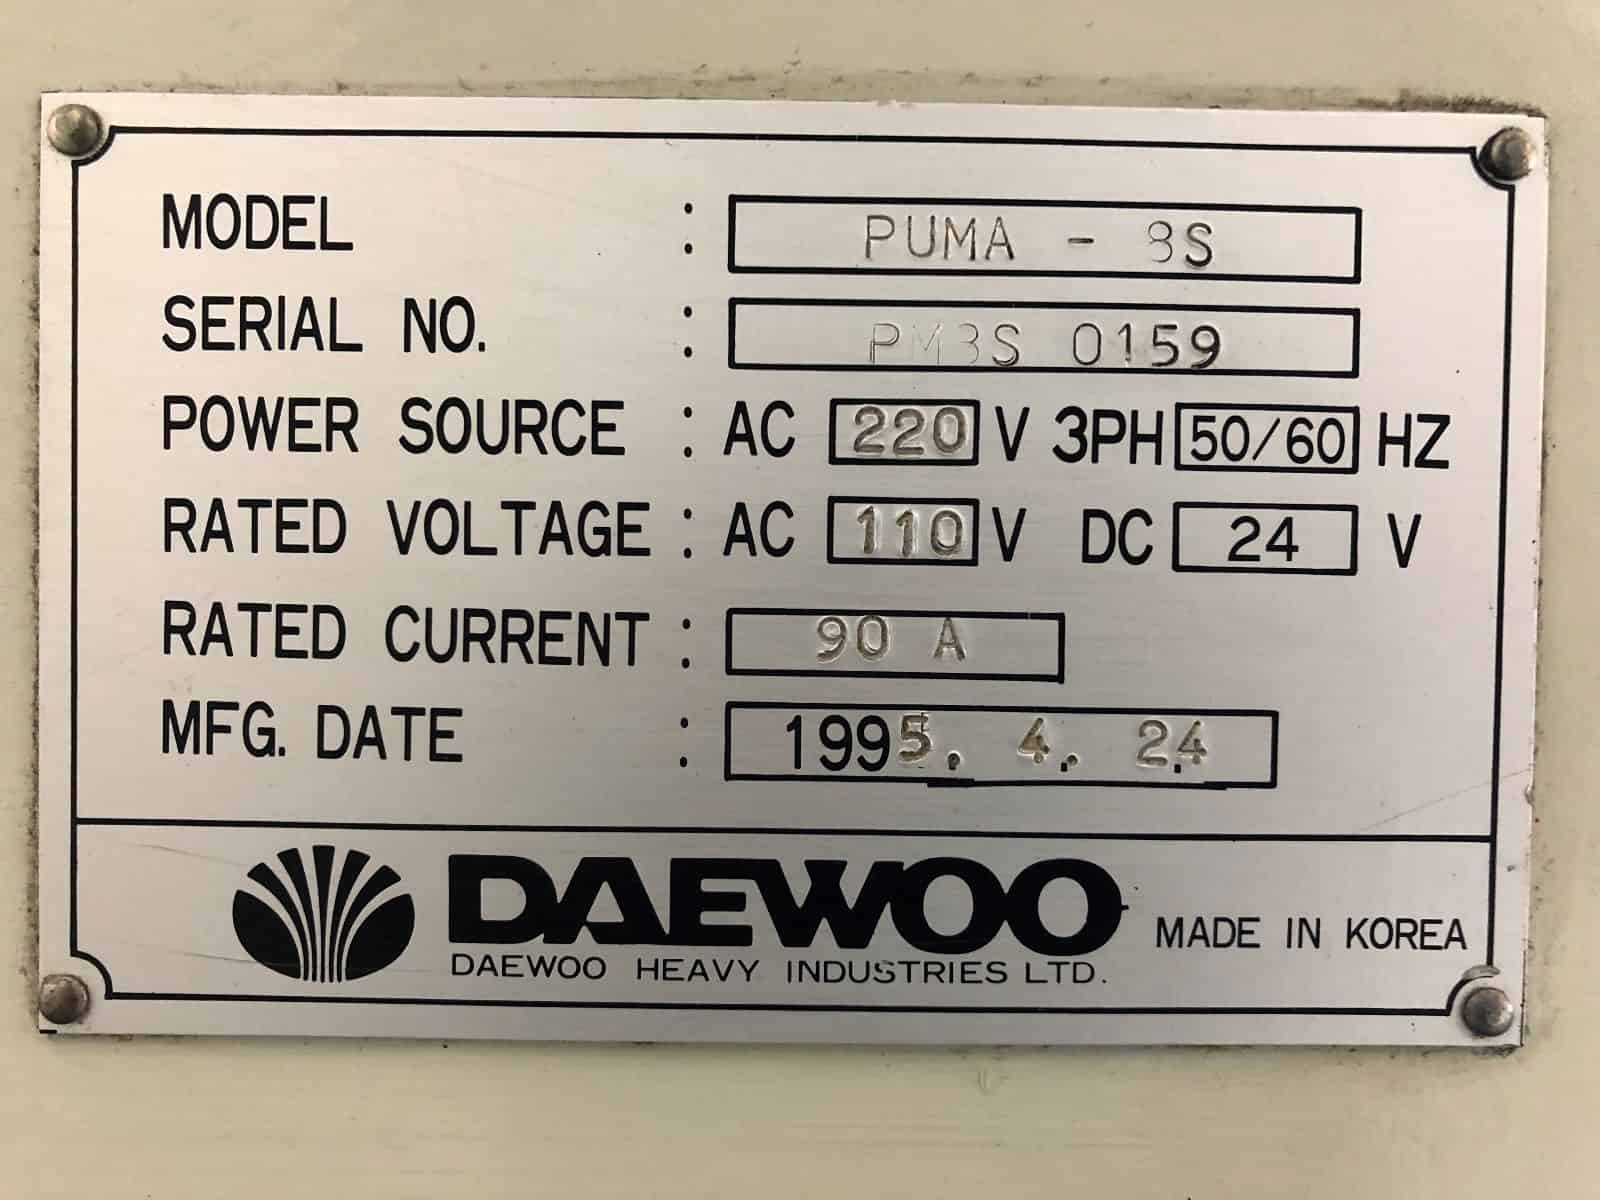 MODEL : PUMA - 8S
SERIAL NO. : PM8S 0159
POWER SOURCE : AC 220 V 3PH 50/60 HZ
RATED VOLTAGE : AC 110 V DC 24 V
RATED CURRENT : 90 A
MFG. DATE : 1995. 4. 24
DAEWOO
DAEWOO HEAVY INDUSTRIES LTD.
MADE IN KOREA